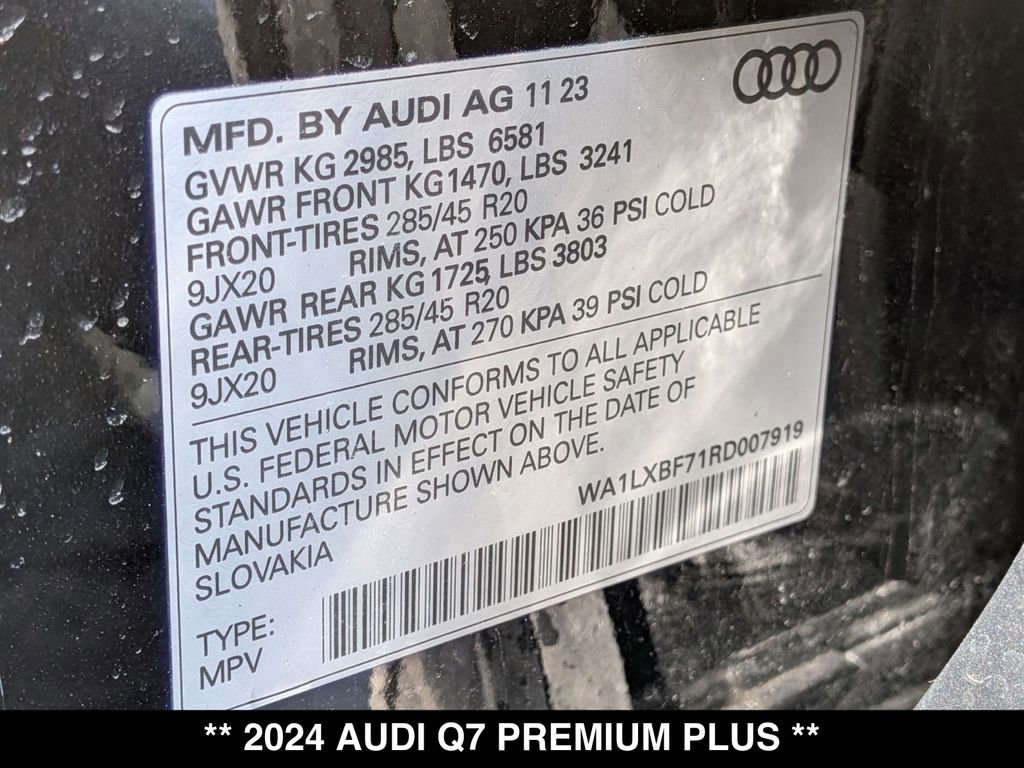 MFD. BY AUDI AG 11 23
GVWR KG 2985, LBS 6581
GAWR FRONT KG1470, LBS 3241
FRONT-TIRES 285/45 R20
9JX20 RIMS, AT 250 KPA 36 PSI COLD
GAWR REAR KG 1725, LBS 3803
REAR-TIRES 285/45 R20
9JX20 RIMS, AT 270 KPA 39 PSI COLD
THIS VEHICLE CONFORMS TO ALL APPLICABLE
U.S. FEDERAL MOTOR VEHICLE SAFETY
STANDARDS IN EFFECT ON THE DATE OF
MANUFACTURE SHOWN ABOVE.
SLOVAKIA
WA1LXBF71RD007919
TYPE:
MPV
** 2024 AUDI Q7 PREMIUM PLUS **